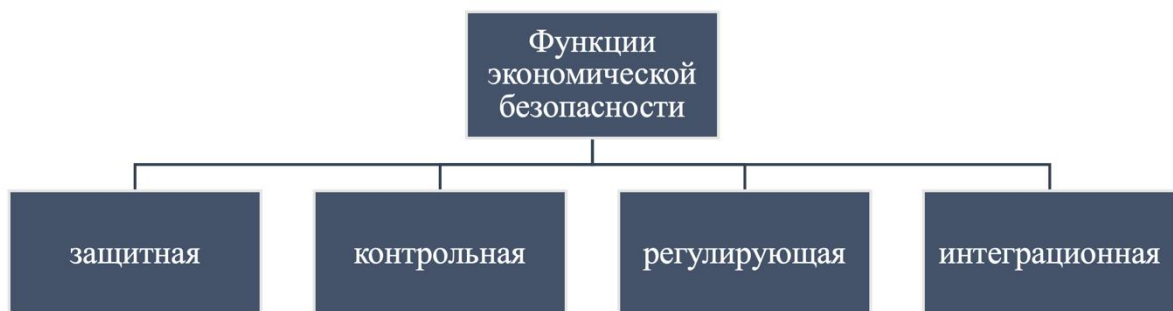 Функции
экономической
безопасности
защитная
контрольная
регулирующая
интеграционная